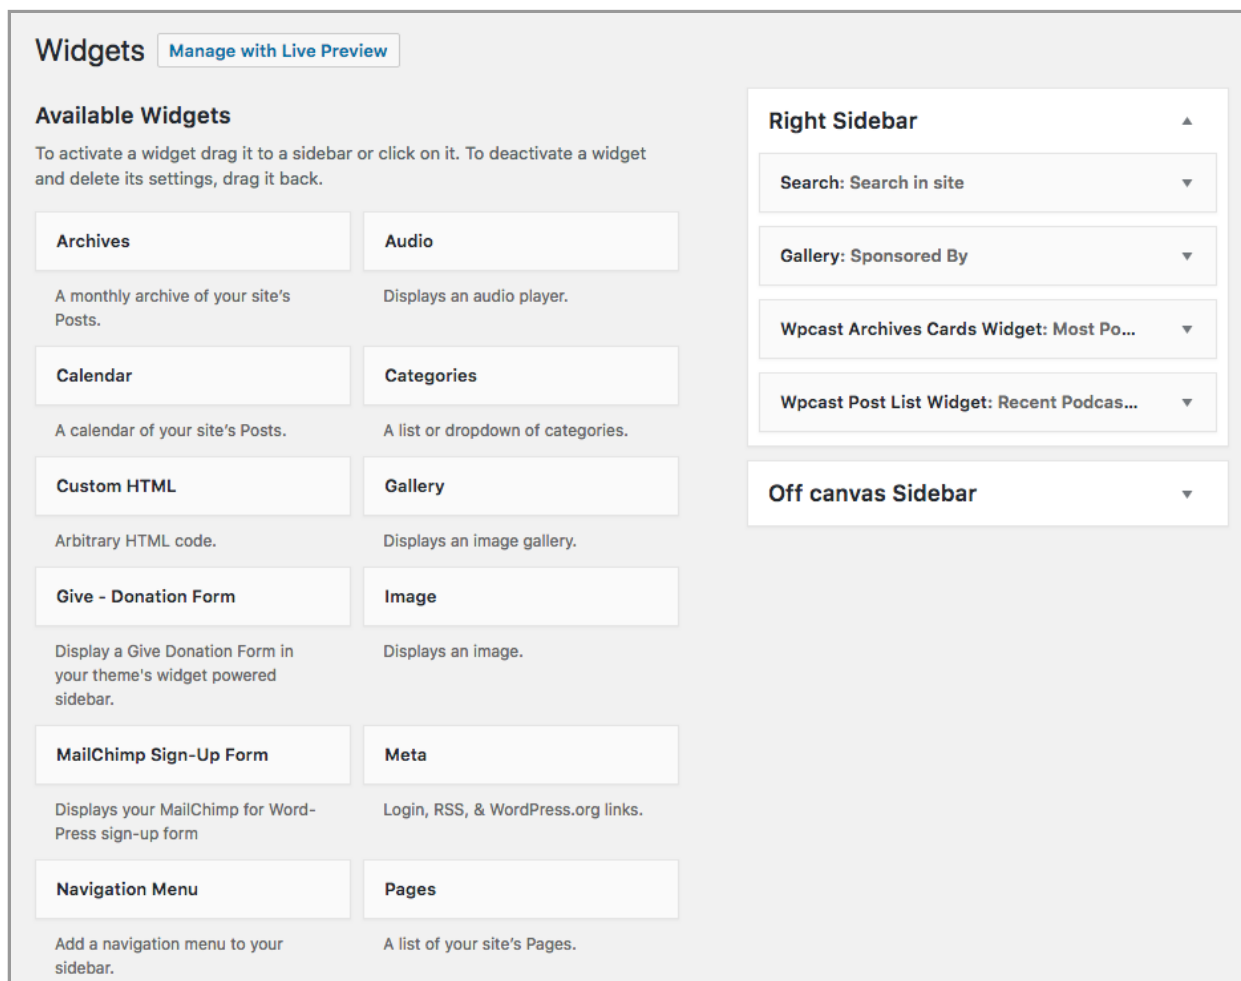 Widgets
Manage with Live Preview
Available Widgets
To activate a widget drag it to a sidebar or click on it. To deactivate a widget
and delete its settings, drag it back.
Archives
Audio
A monthly archive of your site’s
Posts.
Displays an audio player.
Calendar
Categories
A calendar of your site’s Posts.
A list or dropdown of categories.
Custom HTML
Gallery
Arbitrary HTML code.
Displays an image gallery.
Give - Donation Form
Image
Display a Give Donation Form in
your theme's widget powered
sidebar.
Displays an image.
MailChimp Sign-Up Form
Meta
Displays your MailChimp for Word-
Press sign-up form
Login, RSS, & WordPress.org links.
Navigation Menu
Pages
Add a navigation menu to your
sidebar.
A list of your site’s Pages.
Right Sidebar
Search: Search in site
Gallery: Sponsored By
Wpcast Archives Cards Widget: Most Po...
Wpcast Post List Widget: Recent Podcas...
Off canvas Sidebar